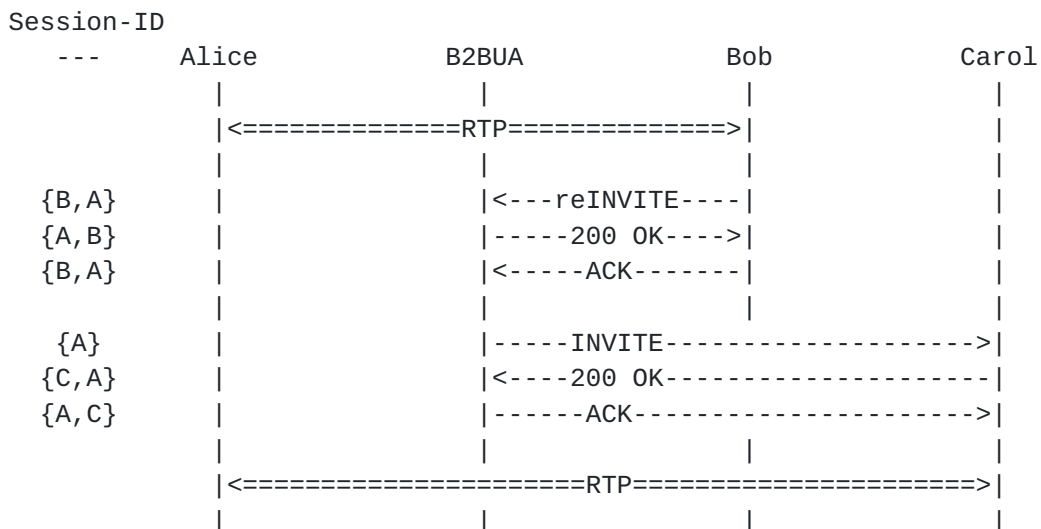 Session-ID
   ---     Alice            B2BUA             Bob            Carol
             |                |                |               |
             |<==============RTP==============>|               |
             |                |                |               |
  {B,A}      |                |<---reINVITE----|               |
  {A,B}      |                |-----200 OK---->|               |
  {B,A}      |                |<-----ACK-------|               |
             |                |                |               |
   {A}       |                |-----INVITE-------------------->|
  {C,A}      |                |<----200 OK---------------------|
  {A,C}      |                |------ACK---------------------->|
             |                |                |               |
             |<======================RTP======================>|
             |                |                |               |